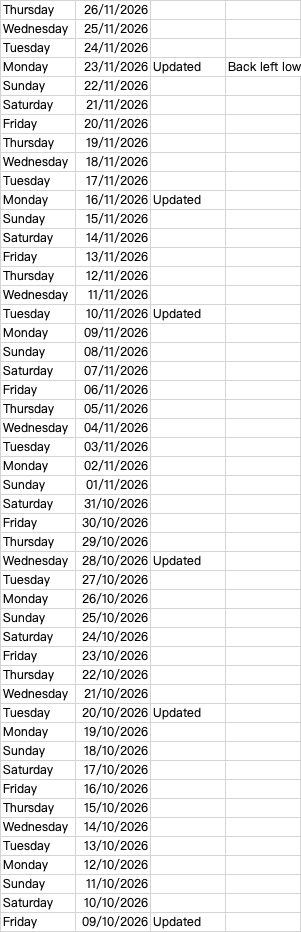 Thursday 26/11/2026
Wednesday 25/11/2026
Tuesday 24/11/2026
Monday 23/11/2026 Updated Back left low
Sunday 22/11/2026
Saturday 21/11/2026
Friday 20/11/2026
Thursday 19/11/2026
Wednesday 18/11/2026
Tuesday 17/11/2026
Monday 16/11/2026 Updated
Sunday 15/11/2026
Saturday 14/11/2026
Friday 13/11/2026
Thursday 12/11/2026
Wednesday 11/11/2026
Tuesday 10/11/2026 Updated
Monday 09/11/2026
Sunday 08/11/2026
Saturday 07/11/2026
Friday 06/11/2026
Thursday 05/11/2026
Wednesday 04/11/2026
Tuesday 03/11/2026
Monday 02/11/2026
Sunday 01/11/2026
Saturday 31/10/2026
Friday 30/10/2026
Thursday 29/10/2026
Wednesday 28/10/2026 Updated
Tuesday 27/10/2026
Monday 26/10/2026
Sunday 25/10/2026
Saturday 24/10/2026
Friday 23/10/2026
Thursday 22/10/2026
Wednesday 21/10/2026
Tuesday 20/10/2026 Updated
Monday 19/10/2026
Sunday 18/10/2026
Saturday 17/10/2026
Friday 16/10/2026
Thursday 15/10/2026
Wednesday 14/10/2026
Tuesday 13/10/2026
Monday 12/10/2026
Sunday 11/10/2026
Saturday 10/10/2026
Friday 09/10/2026 Updated